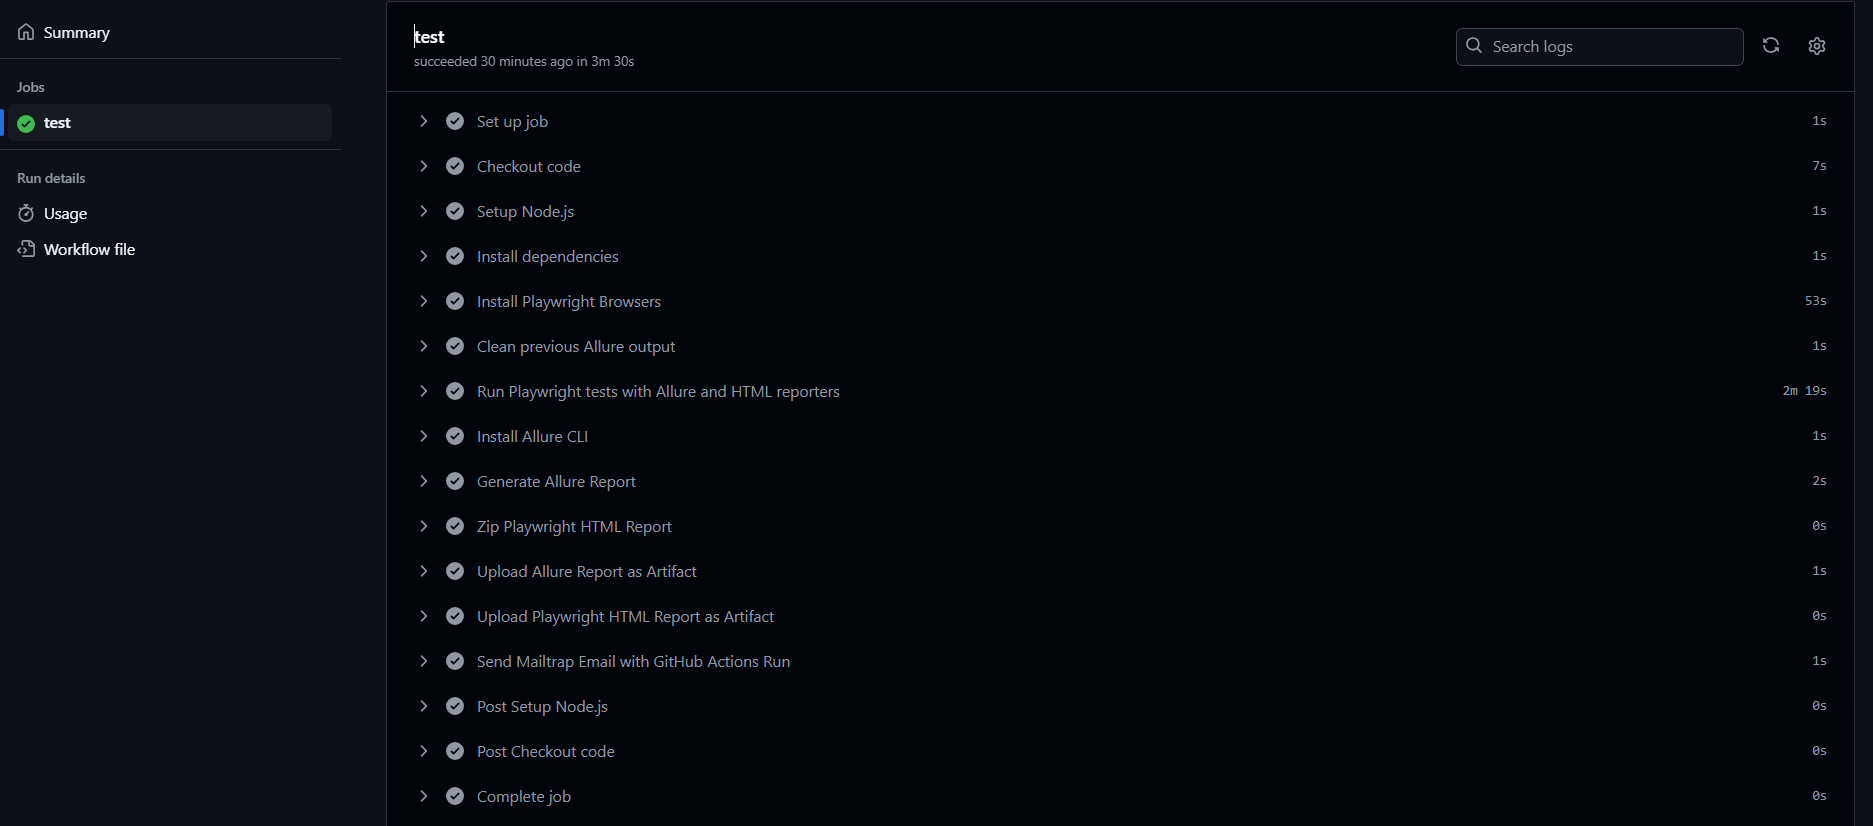 Summary
Jobs
test
Run details
Usage
Workflow file
test
succeeded 30 minutes ago in 3m 30s
Search logs
Set up job 1s
Checkout code 7s
Setup Node.js 1s
Install dependencies 1s
Install Playwright Browsers 53s
Clean previous Allure output 1s
Run Playwright tests with Allure and HTML reporters 2m 19s
Install Allure CLI 1s
Generate Allure Report 2s
Zip Playwright HTML Report 0s
Upload Allure Report as Artifact 1s
Upload Playwright HTML Report as Artifact 0s
Send Mailtrap Email with GitHub Actions Run 1s
Post Setup Node.js 0s
Post Checkout code 0s
Complete job 0s